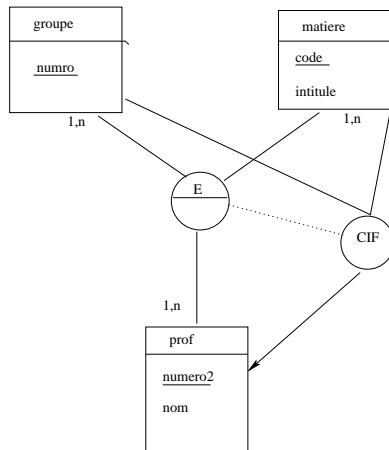 groupe
matiere
numro
code
intitule
1,n
1,n
E
CIF
1,n
prof
numero2
nom